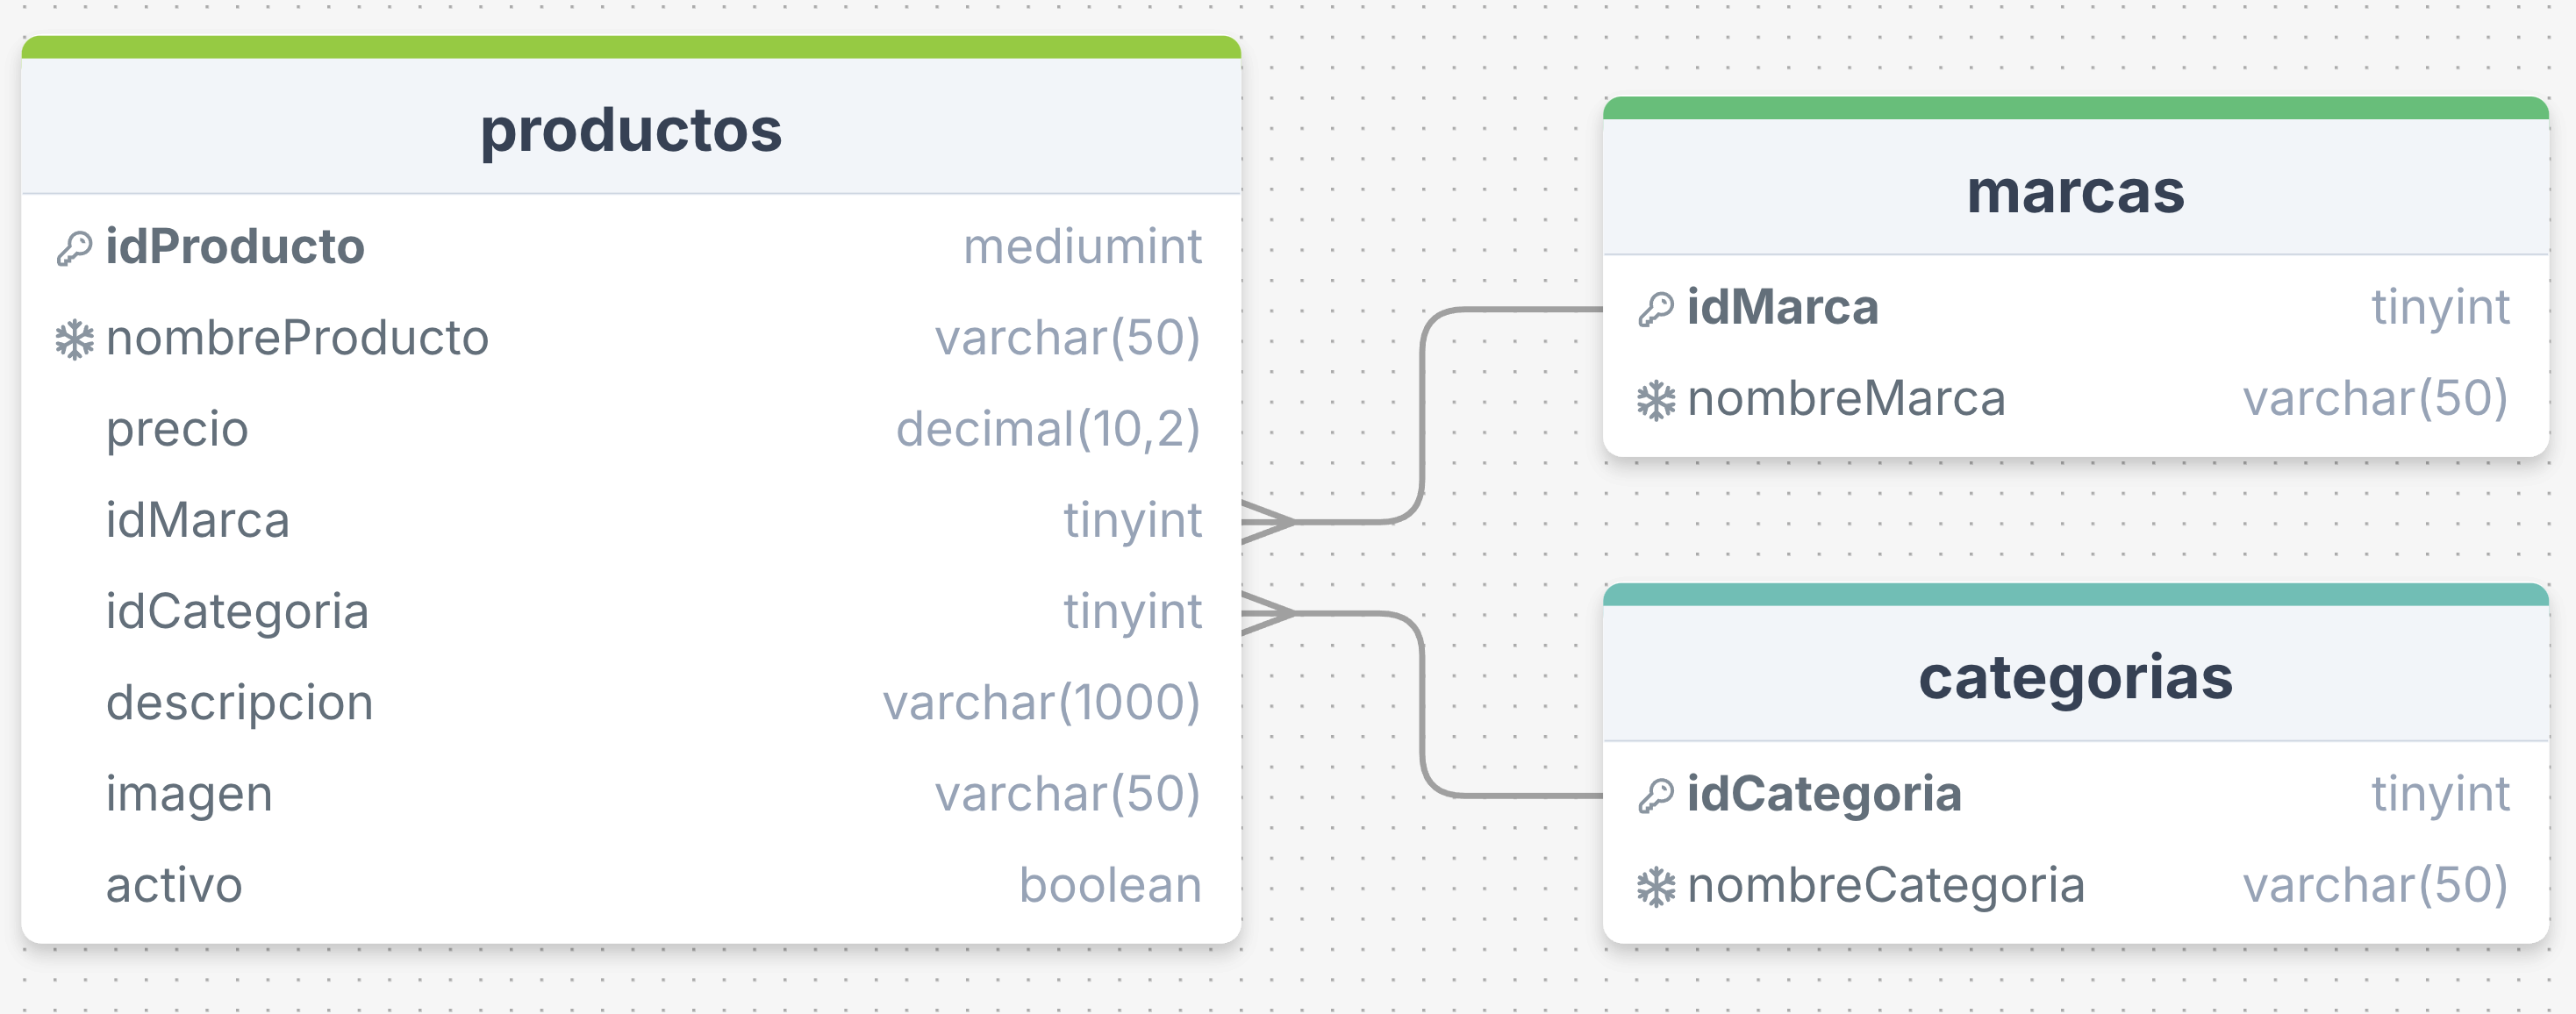 productos
idProducto mediumint
nombreProducto varchar(50)
precio decimal(10,2)
idMarca tinyint
idCategoria tinyint
descripcion varchar(1000)
imagen varchar(50)
activo boolean
marcas
idMarca tinyint
nombreMarca varchar(50)
categorias
idCategoria tinyint
nombreCategoria varchar(50)